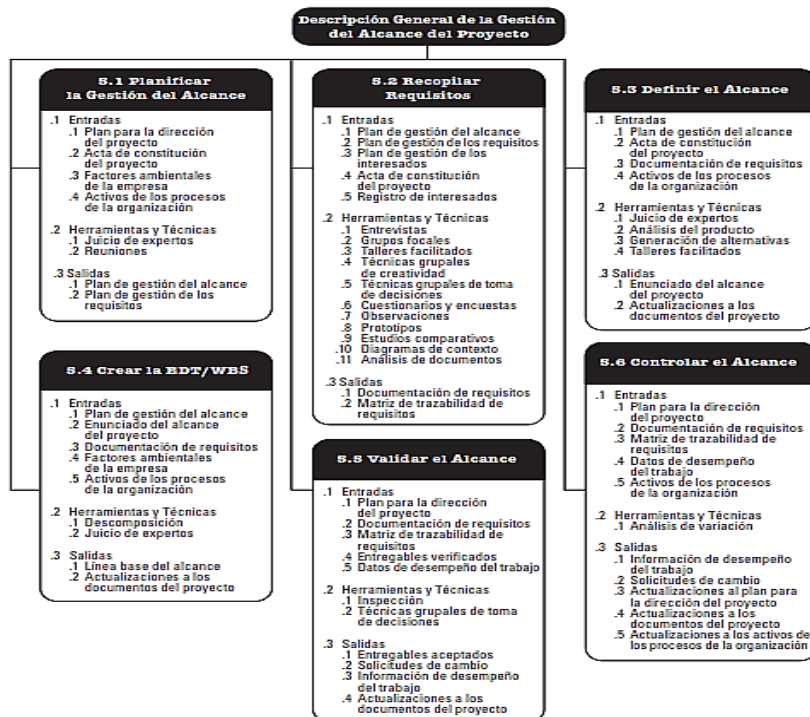 Descripción General de la Gestión
del Alcance del Proyecto
5.1 Planificar
la Gestión del Alcance
.1 Entradas
.1 Plan para la dirección
del proyecto
.2 Acta de constitución
del proyecto
.3 Factores ambientales
de la empresa
.4 Activos de los procesos
de la organización
.2 Herramientas y Técnicas
.1 Juicio de expertos
.2 Reuniones
.3 Salidas
.1 Plan de gestión del alcance
.2 Plan de gestión de los
requisitos
5.2 Recopilar
Requisitos
.1 Entradas
.1 Plan de gestión del alcance
.2 Plan de gestión de los requisitos
.3 Plan de gestión de los
interesados
.4 Acta de constitución
del proyecto
.5 Registro de interesados
.2 Herramientas y Técnicas
.1 Entrevistas
.2 Grupos focales
.3 Talleres facilitados
.4 Técnicas grupales
de creatividad
.5 Técnicas grupales de toma
de decisiones
.6 Cuestionarios y encuestas
.7 Observaciones
.8 Prototipos
.9 Estudios comparativos
.10 Diagramas de contexto
.11 Análisis de documentos
.3 Salidas
.1 Documentación de requisitos
.2 Matriz de trazabilidad de
requisitos
5.3 Definir el Alcance
.1 Entradas
.1 Plan de gestión del alcance
.2 Acta de constitución
del proyecto
.3 Documentación de requisitos
.4 Activos de los procesos
de la organización
.2 Herramientas y Técnicas
.1 Juicio de expertos
.2 Análisis del producto
.3 Generación de alternativas
.4 Talleres facilitados
.3 Salidas
.1 Enunciado del alcance
del proyecto
.2 Actualizaciones a los
documentos del proyecto
5.4 Crear la EDT/WBS
.1 Entradas
.1 Plan de gestión del alcance
.2 Enunciado del alcance
del proyecto
.3 Documentación de requisitos
.4 Factores ambientales
de la empresa
.5 Activos de los procesos
de la organización
.2 Herramientas y Técnicas
.1 Descomposición
.2 Juicio de expertos
.3 Salidas
.1 Línea base del alcance
.2 Actualizaciones a los
documentos del proyecto
5.5 Validar el Alcance
.1 Entradas
.1 Plan para la dirección
del proyecto
.2 Documentación de requisitos
.3 Matriz de trazabilidad de
requisitos
.4 Entregables verificados
.5 Datos de desempeño del trabajo
.2 Herramientas y Técnicas
.1 Inspección
.2 Técnicas grupales de toma
de decisiones
.3 Salidas
.1 Entregables aceptados
.2 Solicitudes de cambio
.3 Información de desempeño
del trabajo
.4 Actualizaciones a los
documentos del proyecto
5.6 Controlar el Alcance
.1 Entradas
.1 Plan para la dirección
del proyecto
.2 Documentación de requisitos
.3 Matriz de trazabilidad de
requisitos
.4 Datos de desempeño
del trabajo
.5 Activos de los procesos
de la organización
.2 Herramientas y Técnicas
.1 Análisis de variación
.3 Salidas
.1 Información de desempeño
del trabajo
.2 Solicitudes de cambio
.3 Actualizaciones al plan para
la dirección del proyecto
.4 Actualizaciones a los
documentos del proyecto
.5 Actualizaciones a los activos de
los procesos de la organización